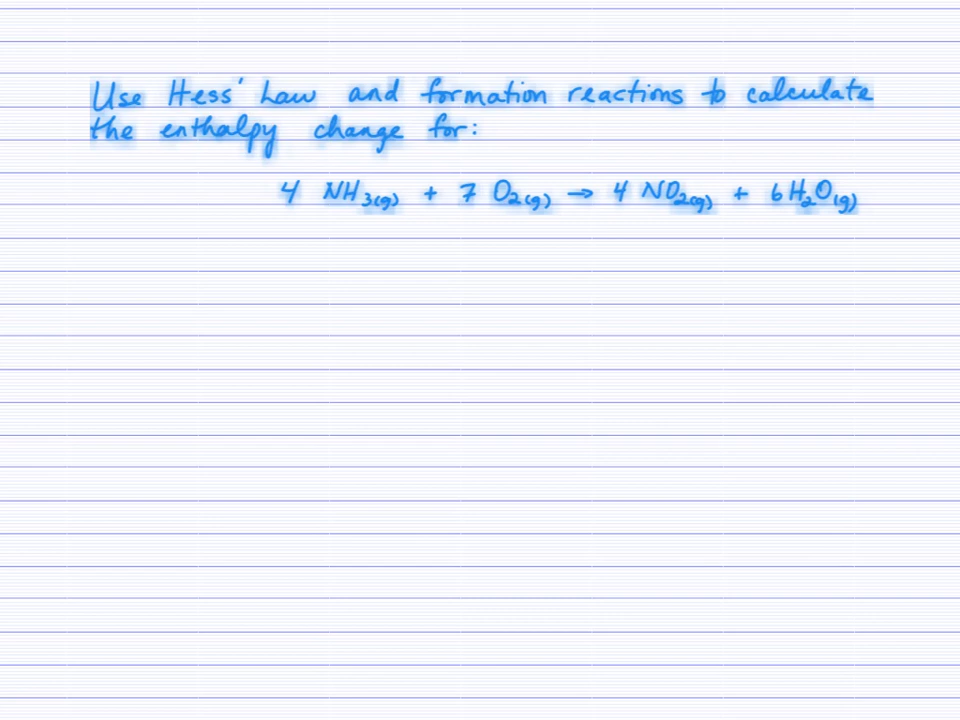 Use Hess' Law and formation reactions to calculate
the enthalpy change for:
4 NH₃(g) + 7 O₂(g) → 4 NO₂(g) + 6 H₂O(g)